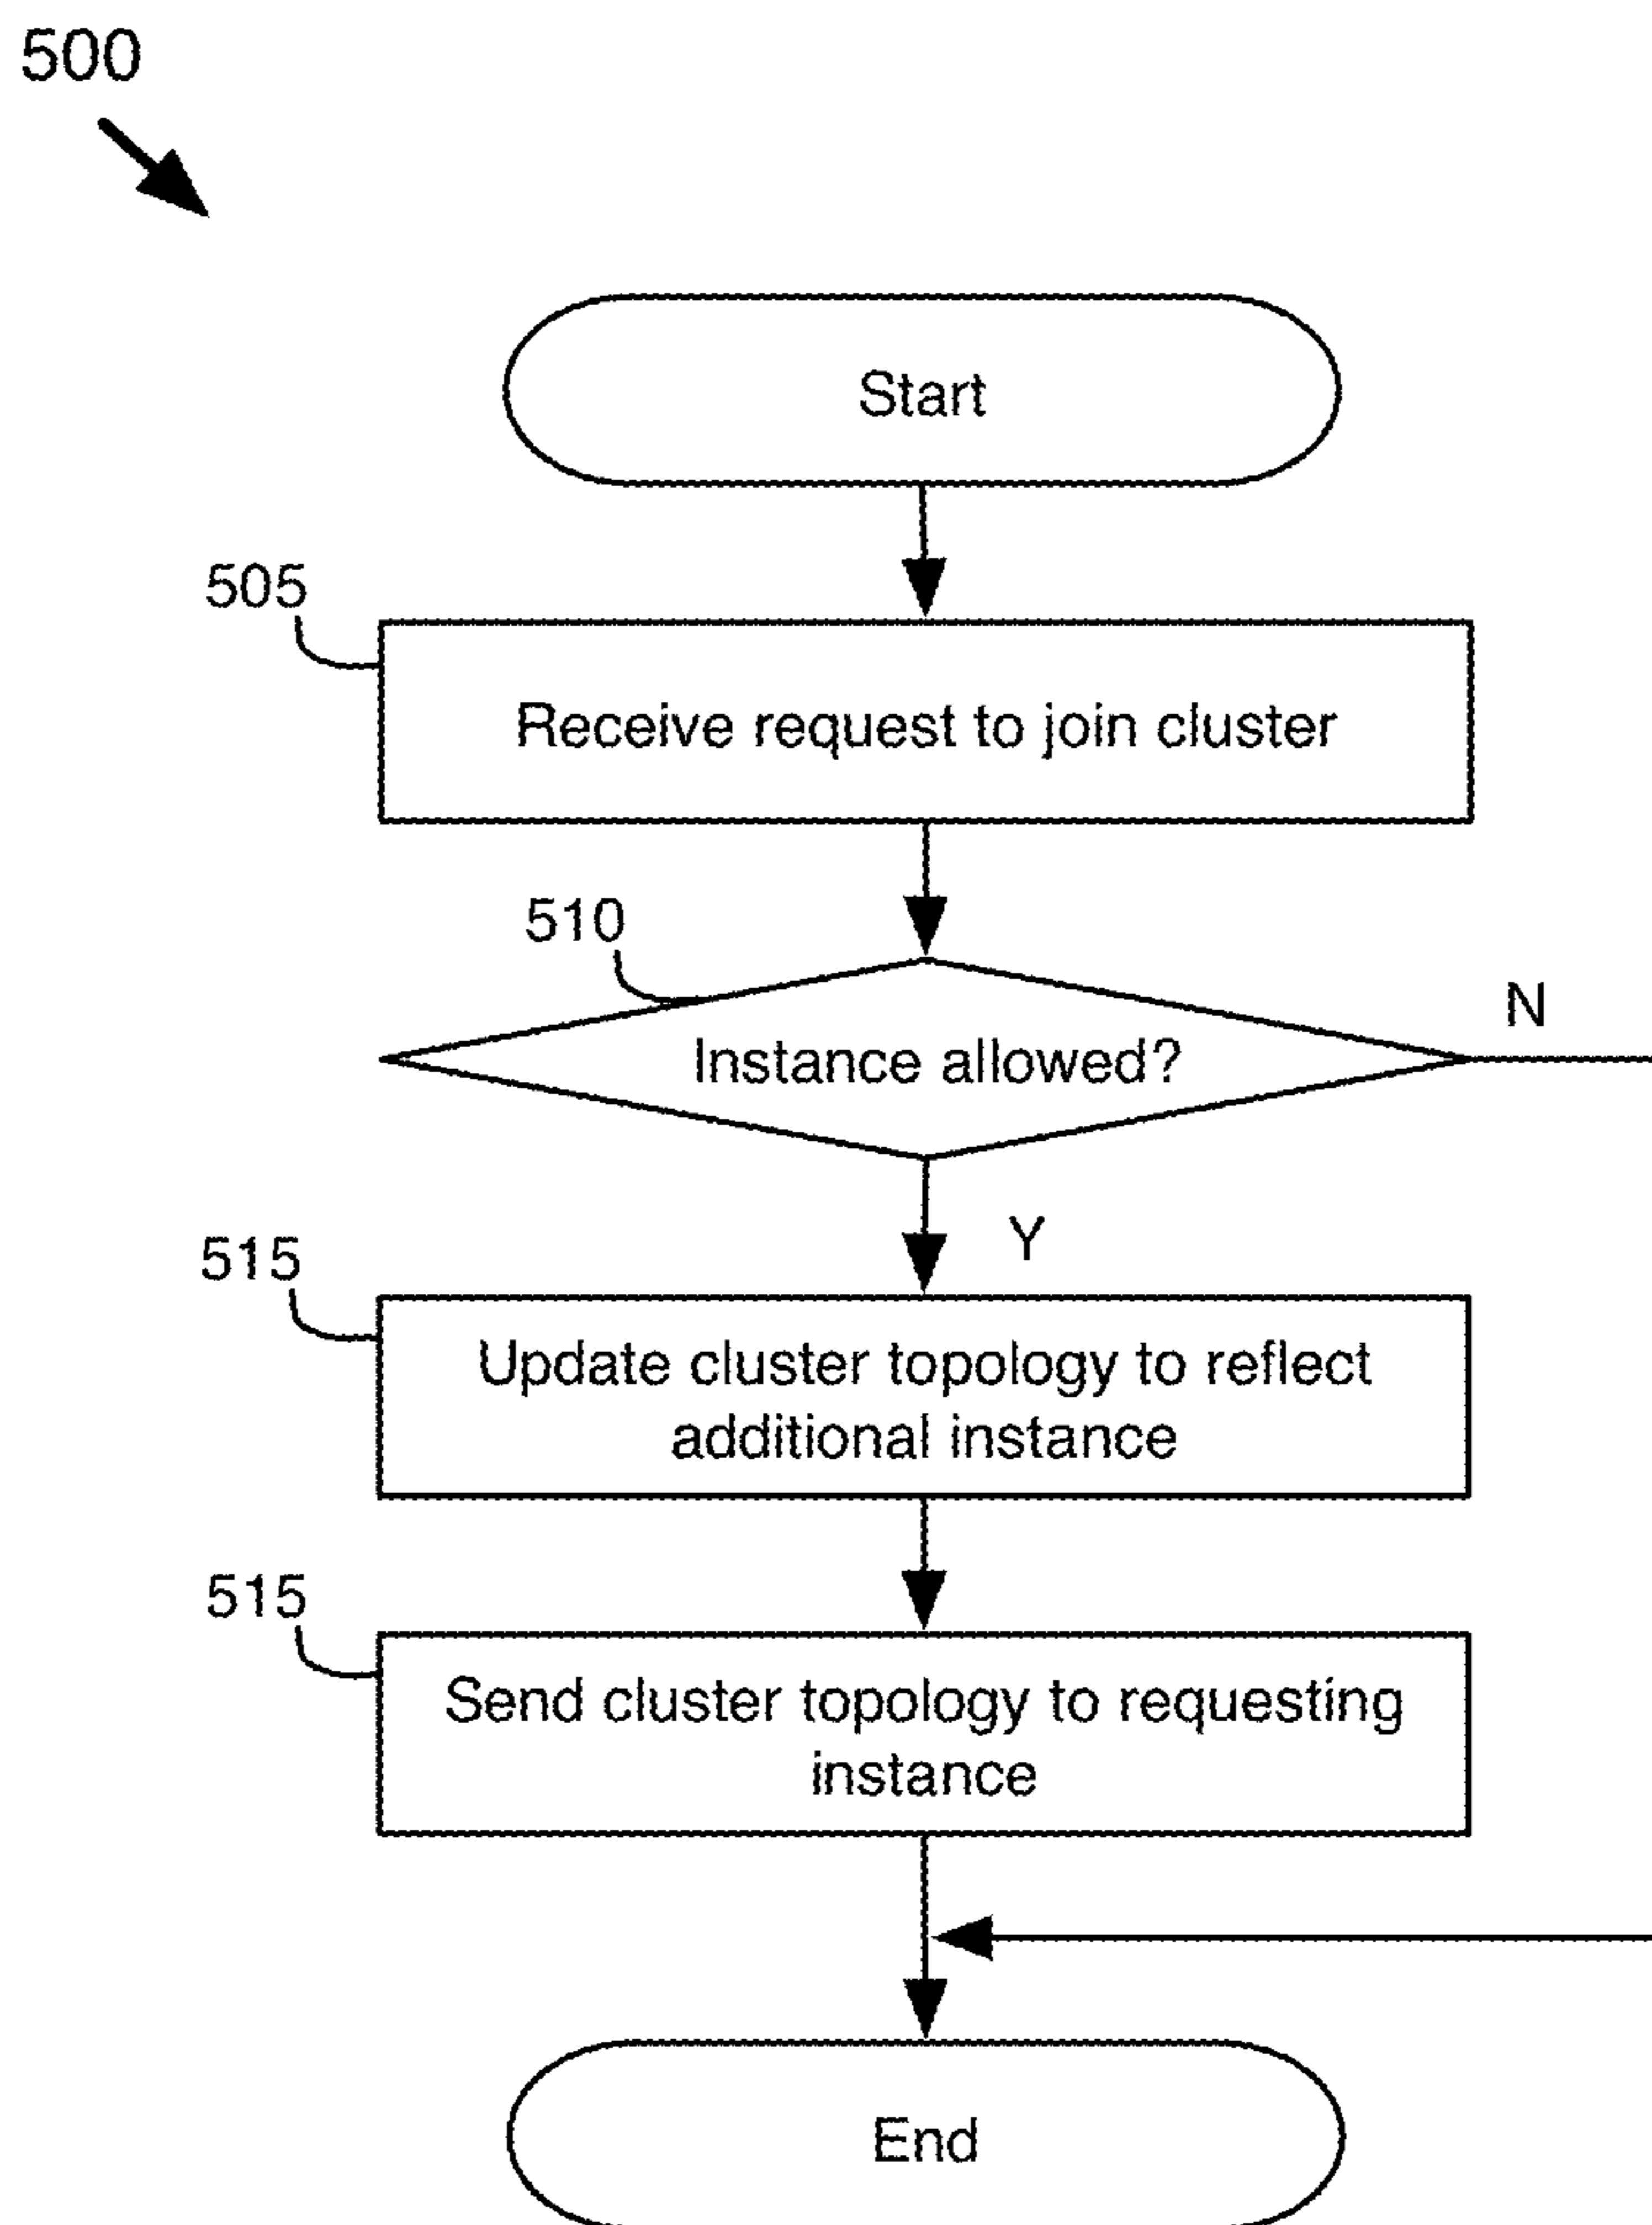 500
Start
505
Receive request to join cluster
510
Instance allowed?
N
Y
515
Update cluster topology to reflect
additional instance
515
Send cluster topology to requesting
instance
End